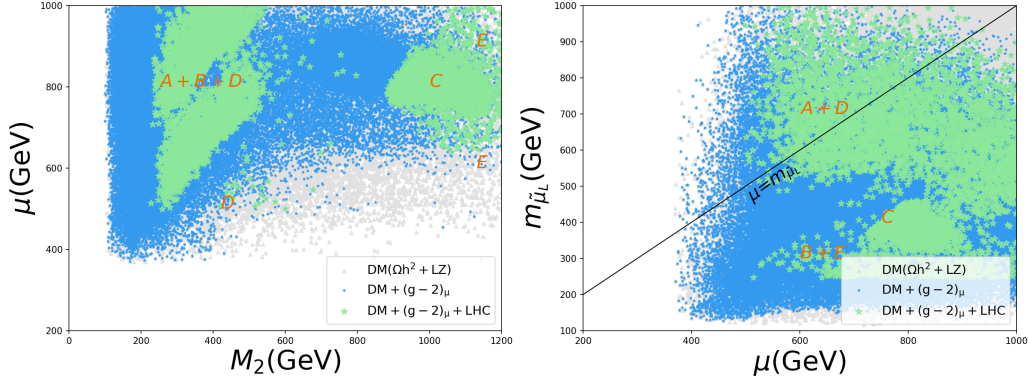 1000
800
600
400
200
μ(GeV)
0
200
400
600
800
1000
1200
M₂(GeV)
A + B + D
C
D
E
E
DM(Ωh² + LZ)
DM + (g − 2)μ
DM + (g − 2)μ + LHC
1000
900
800
700
600
500
400
300
200
100
m_μ̃_L(GeV)
200
400
600
800
1000
μ(GeV)
A + D
μ=m_μ̃_L
C
DM(Ωh² + LZ)
DM + (g − 2)μ
DM + (g − 2)μ + LHC